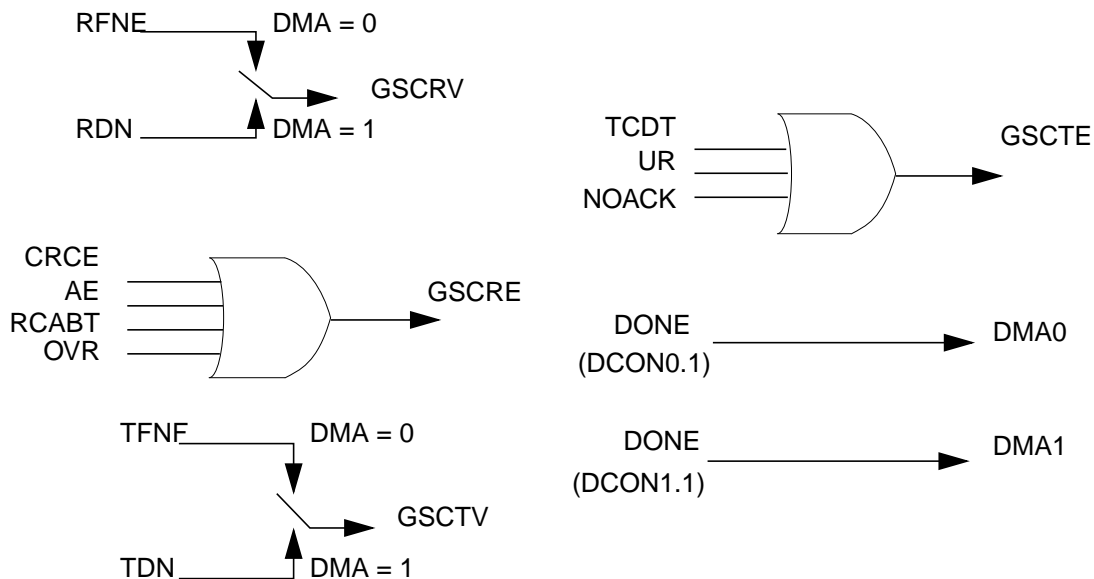 RFNE
DMA = 0
GSCRV
RDN
DMA = 1
CRCE
AE
RCABT
OVR
GSCRE
TFNF
DMA = 0
GSCTV
TDN
DMA = 1
TCDT
UR
NOACK
GSCTE
DONE
(DCON0.1)
DMA0
DONE
(DCON1.1)
DMA1